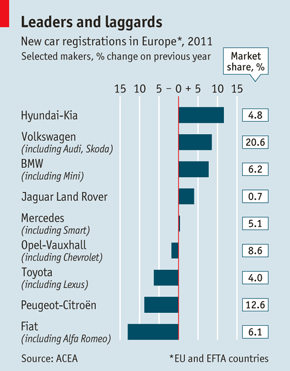 Leaders and laggards
New car registrations in Europe*, 2011
Selected makers, % change on previous year
Market
share, %
15 10 5 – 0 + 5 10 15
Hyundai-Kia 4.8
Volkswagen
(including Audi, Skoda) 20.6
BMW
(including Mini) 6.2
Jaguar Land Rover 0.7
Mercedes
(including Smart) 5.1
Opel-Vauxhall
(including Chevrolet) 8.6
Toyota
(including Lexus) 4.0
Peugeot-Citroën 12.6
Fiat
(including Alfa Romeo) 6.1
Source: ACEA *EU and EFTA countries